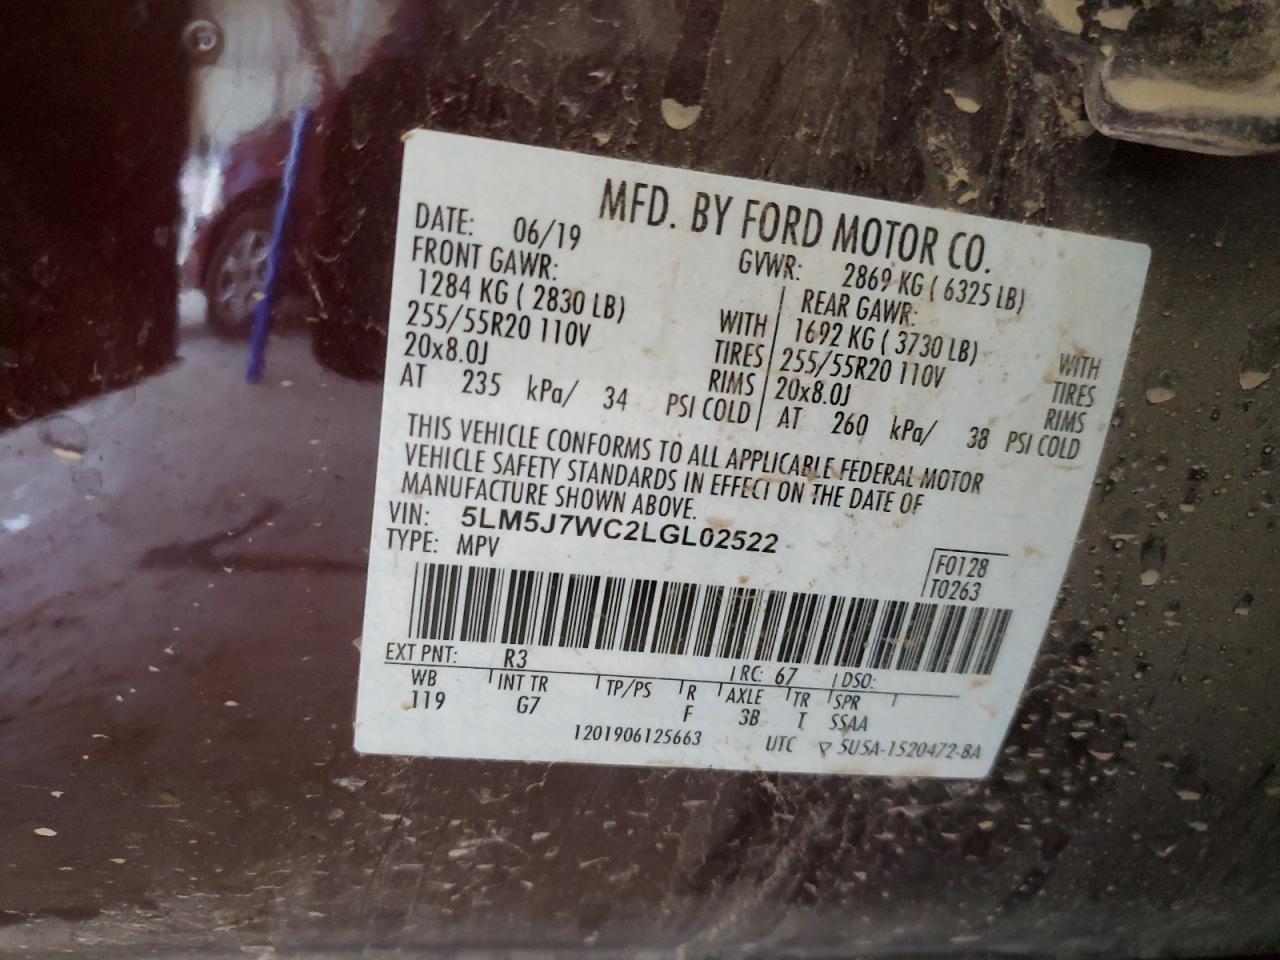 MFD. BY FORD MOTOR CO.
DATE: 06/19 GVWR: 2869 KG ( 6325 LB)
FRONT GAWR: REAR GAWR:
1284 KG ( 2830 LB) WITH 1692 KG ( 3730 LB) WITH
255/55R20 110V TIRES 255/55R20 110V TIRES
20x8.0J RIMS 20x8.0J RIMS
AT 235 kPa/ 34 PSI COLD AT 260 kPa/ 38 PSI COLD
THIS VEHICLE CONFORMS TO ALL APPLICABLE FEDERAL MOTOR
VEHICLE SAFETY STANDARDS IN EFFECT ON THE DATE OF
MANUFACTURE SHOWN ABOVE.
VIN: 5LM5J7WC2LGL02522
TYPE: MPV
F0128
T0263
EXT PNT: R3 RC: 67 DSO:
WB INT TR TP/PS R AXLE TR SPR
119 G7 F 3B T SSAA
1201906125663 UTC ▽ 5U5A-1520472-BA